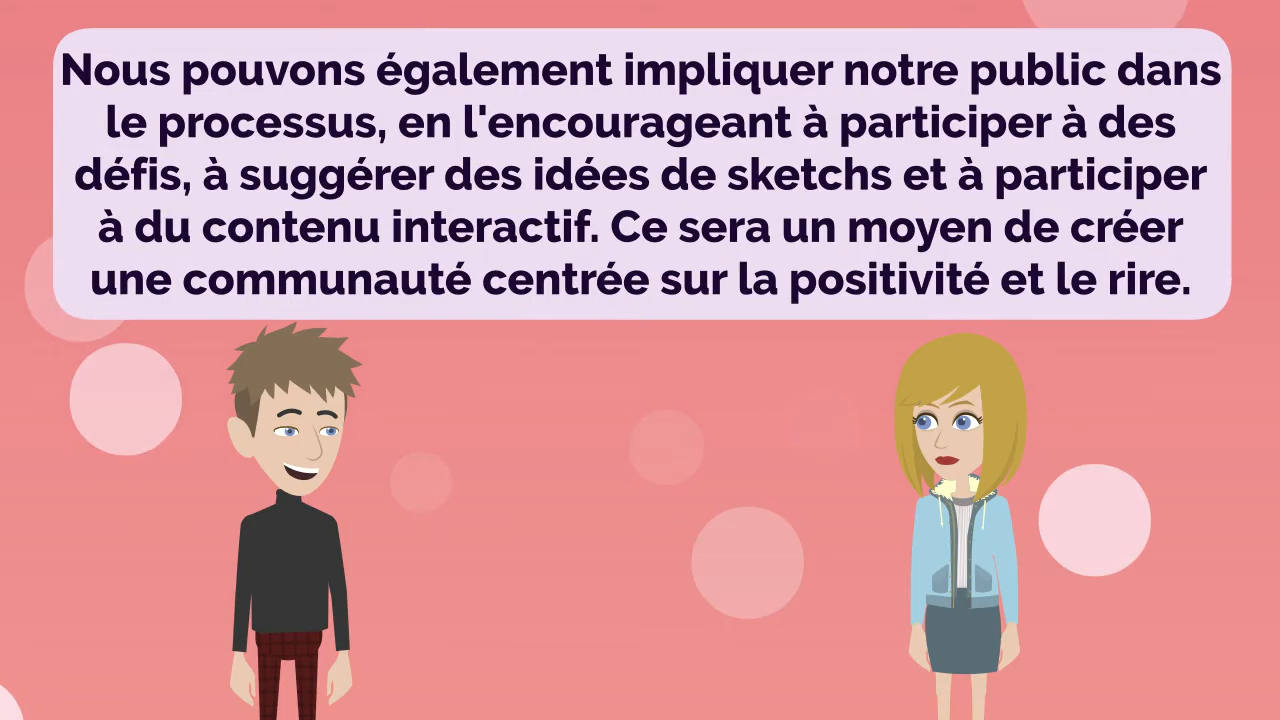 Nous pouvons également impliquer notre public dans
le processus, en l'encourageant à participer à des
défis, à suggérer des idées de sketchs et à participer
à du contenu interactif. Ce sera un moyen de créer
une communauté centrée sur la positivité et le rire.